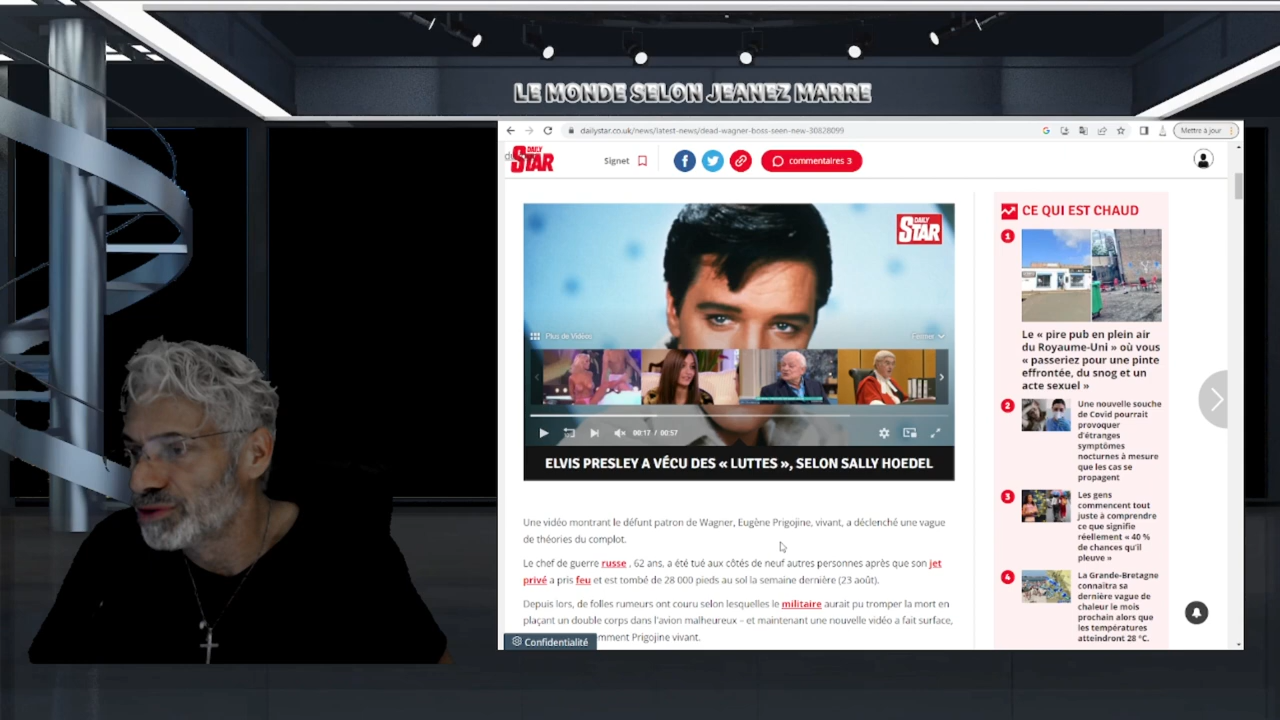 LE MONDE SELON JEANEZ MARRE
dailystar.co.uk/news/latest-news/dead-wagner-boss-seen-new-30828099
Mettre à jour
DAILY STAR
Signet
commentaires 3
DAILY STAR
Plus de Vidéos
Fermer
00:17 / 00:57
ELVIS PRESLEY A VÉCU DES « LUTTES », SELON SALLY HOEDEL
Une vidéo montrant le défunt patron de Wagner, Eugène Prigojine, vivant, a déclenché une vague
de théories du complot.
Le chef de guerre russe , 62 ans, a été tué aux côtés de neuf autres personnes après que son jet
privé a pris feu et est tombé de 28 000 pieds au sol la semaine dernière (23 août).
Depuis lors, de folles rumeurs ont couru selon lesquelles le militaire aurait pu tromper la mort en
plaçant un double corps dans l'avion malheureux – et maintenant une nouvelle vidéo a fait surface,
mment Prigojine vivant.
Confidentialité
CE QUI EST CHAUD
1
Le « pire pub en plein air
du Royaume-Uni » où vous
« passeriez pour une pinte
effrontée, du snog et un
acte sexuel »
2
Une nouvelle souche
de Covid pourrait
provoquer
d'étranges
symptômes
nocturnes à mesure
que les cas se
propagent
3
Les gens
commencent tout
juste à comprendre
ce que signifie
réellement « 40 %
de chances qu'il
pleuve »
4
La Grande-Bretagne
connaîtra sa
dernière vague de
chaleur le mois
prochain alors que
les températures
atteindront 28 °C.